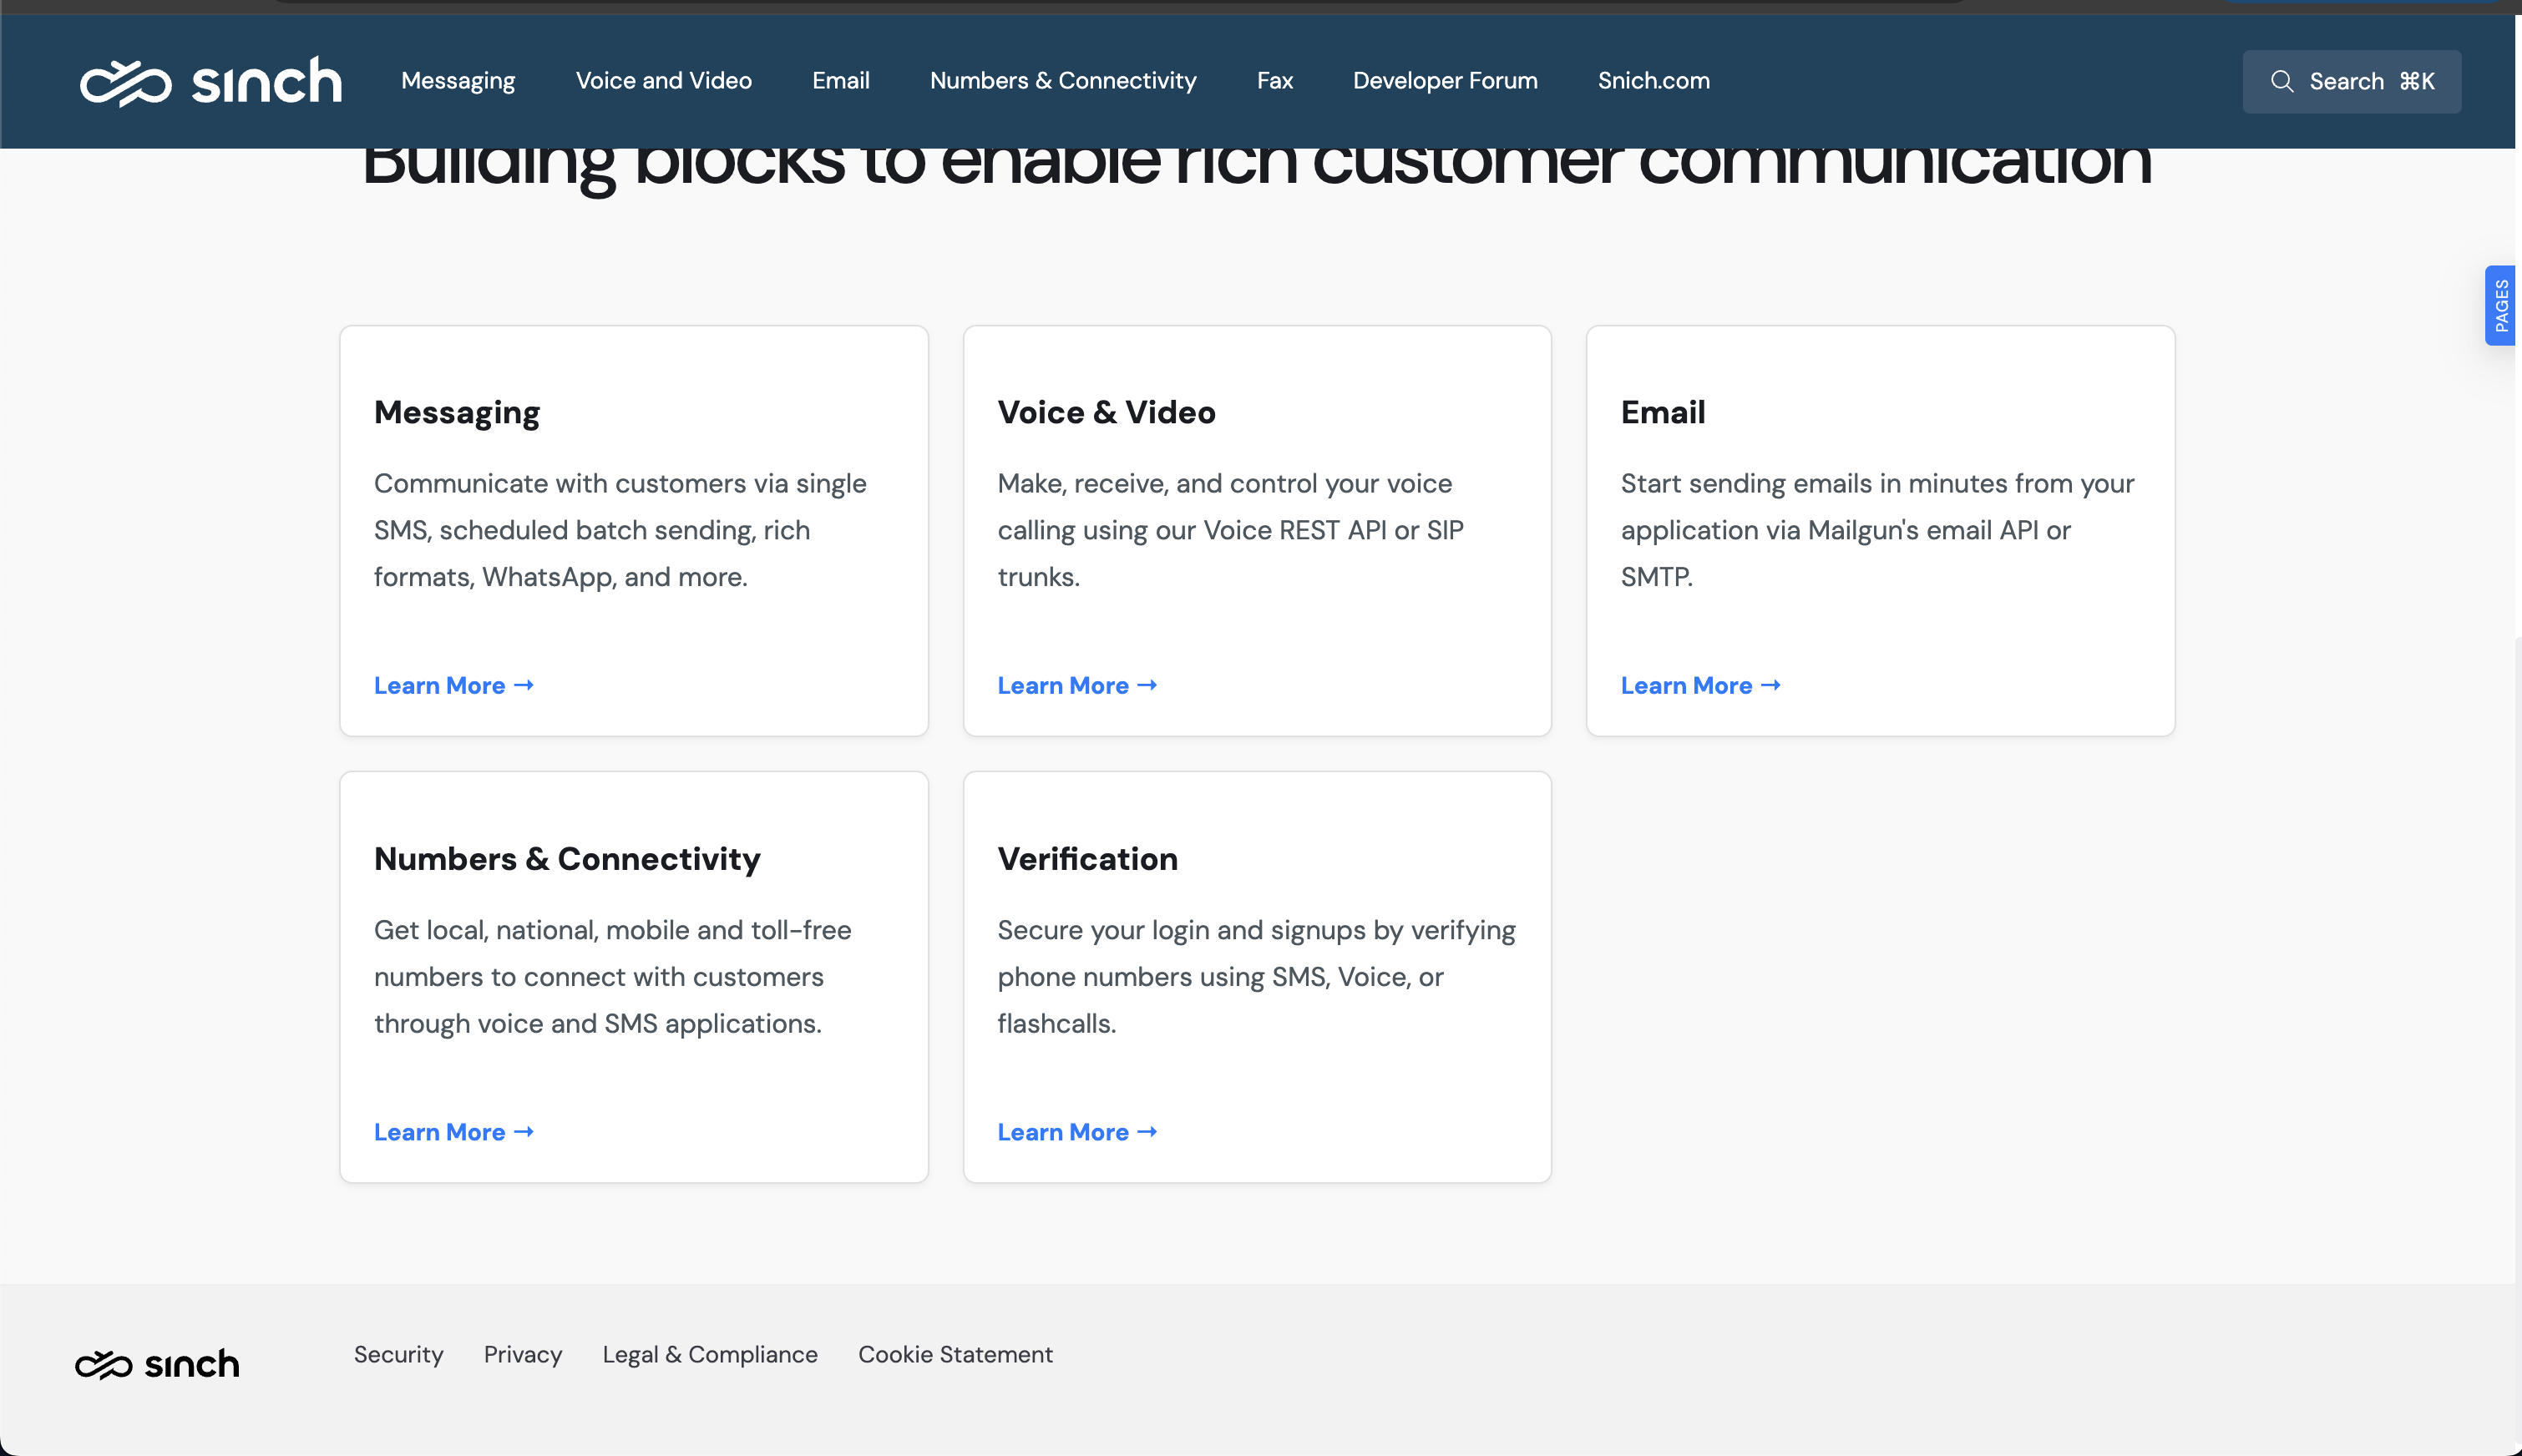 sinch
Messaging
Voice and Video
Email
Numbers & Connectivity
Fax
Developer Forum
Snich.com
Search ⌘K
Building blocks to enable rich customer communication
PAGES
Messaging
Communicate with customers via single
SMS, scheduled batch sending, rich
formats, WhatsApp, and more.
Learn More →
Voice & Video
Make, receive, and control your voice
calling using our Voice REST API or SIP
trunks.
Learn More →
Email
Start sending emails in minutes from your
application via Mailgun's email API or
SMTP.
Learn More →
Numbers & Connectivity
Get local, national, mobile and toll-free
numbers to connect with customers
through voice and SMS applications.
Learn More →
Verification
Secure your login and signups by verifying
phone numbers using SMS, Voice, or
flashcalls.
Learn More →
sinch
Security
Privacy
Legal & Compliance
Cookie Statement